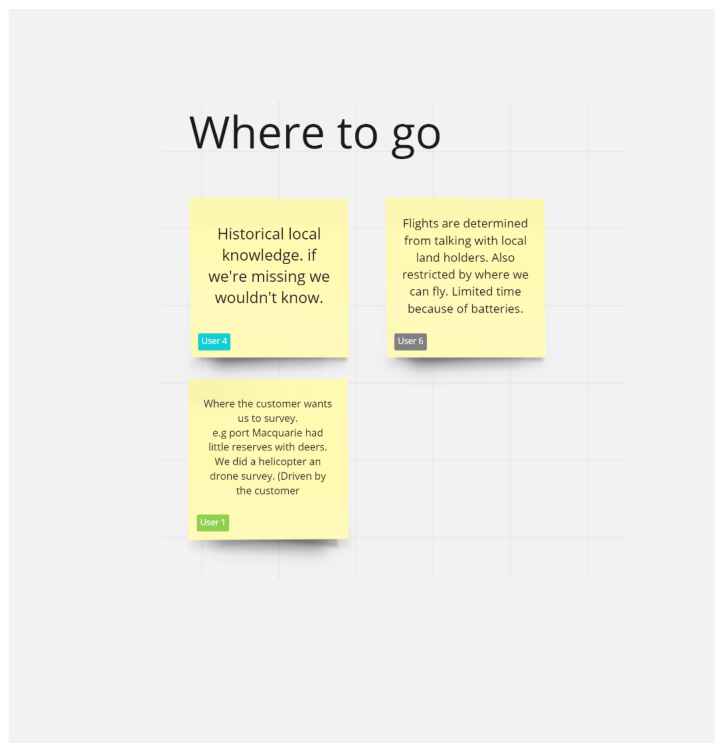 Where to go
Historical local
knowledge. if
we're missing we
wouldn't know.
User 4
Flights are determined
from talking with local
land holders. Also
restricted by where we
can fly. Limited time
because of batteries.
User 6
Where the customer wants
us to survey.
e.g port Macquarie had
little reserves with deers.
We did a helicopter an
drone survey. (Driven by
the customer
User 1